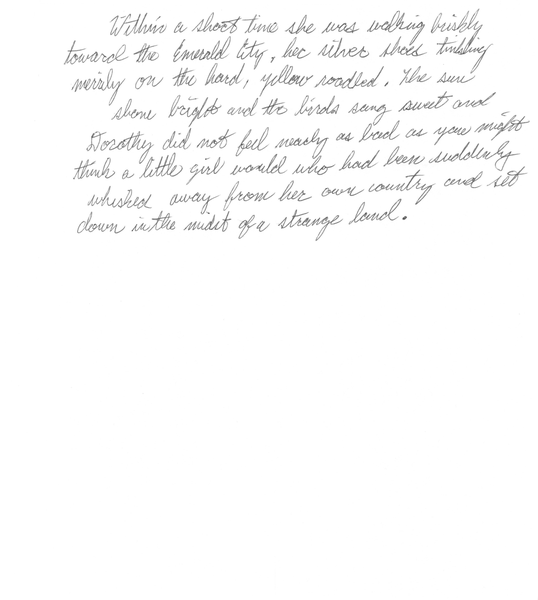 Within a short time she was walking briskly
toward the Emerald City, her silver shoes tinkling
merrily on the hard, yellow roadbed. The sun
shone bright and the birds sang sweet and
Dorothy did not feel nearly as bad as you might
think a little girl would who had been suddenly
whisked away from her own country and set
down in the midst of a strange land.